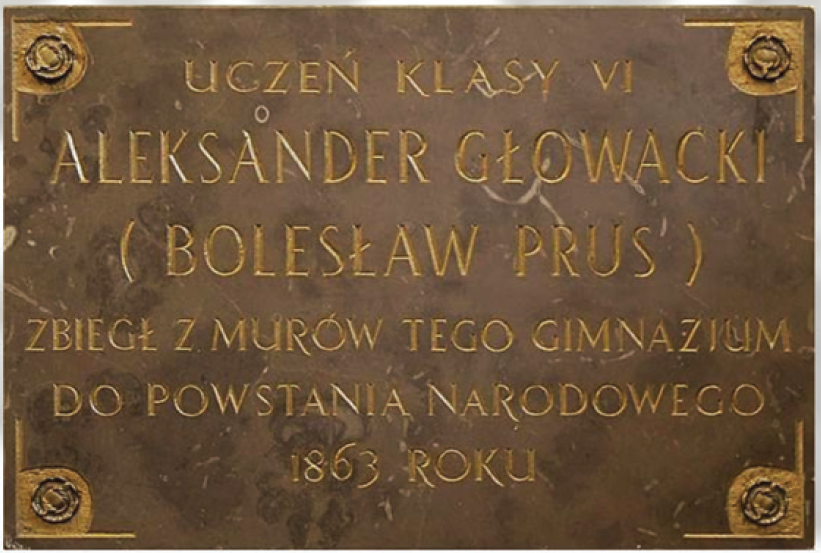 UCZEŃ KLASY VI
ALEKSANDER GŁOWACKI
( BOLESŁAW PRUS )
ZBIEGŁ Z MURÓW TEGO GIMNAZJUM
DO POWSTANIA NARODOWEGO
1863 ROKU